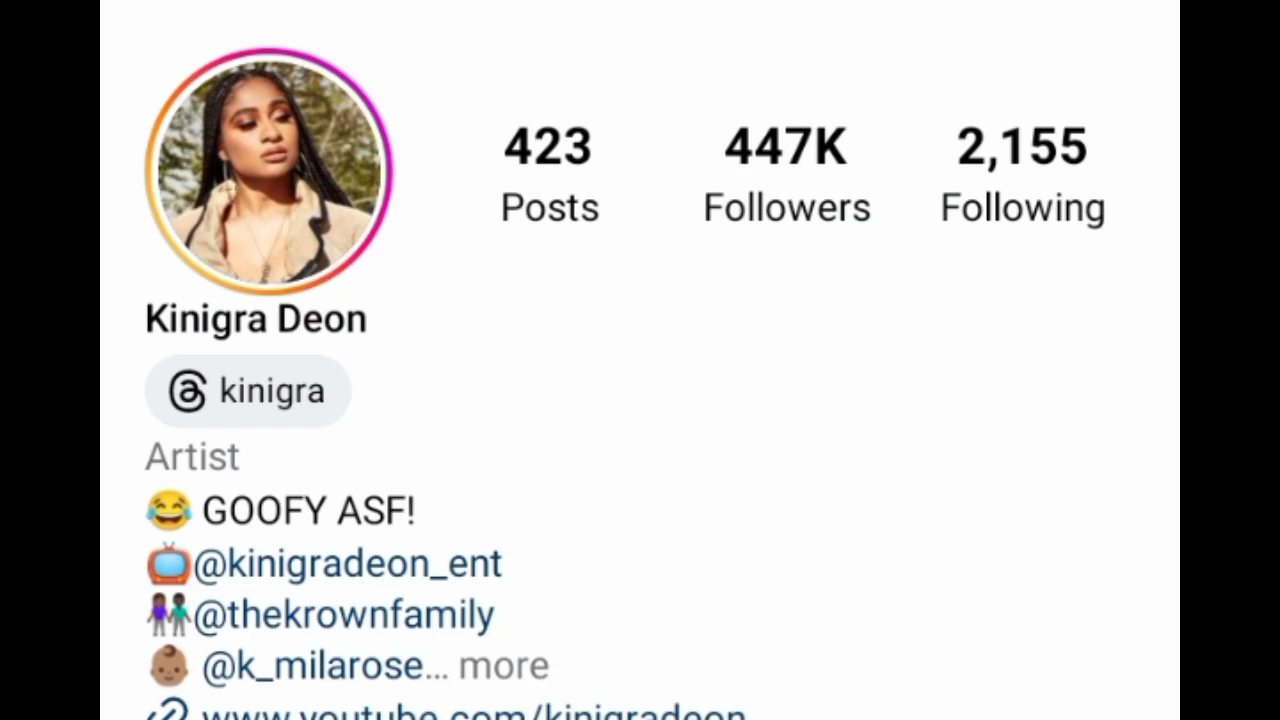 423 447K 2,155
Posts Followers Following
Kinigra Deon
kinigra
Artist
😂 GOOFY ASF!
📺@kinigradeon_ent
👫🏿@thekrownfamily
👶🏽 @k_milarose... more
www.youtube.com/kinigradeon